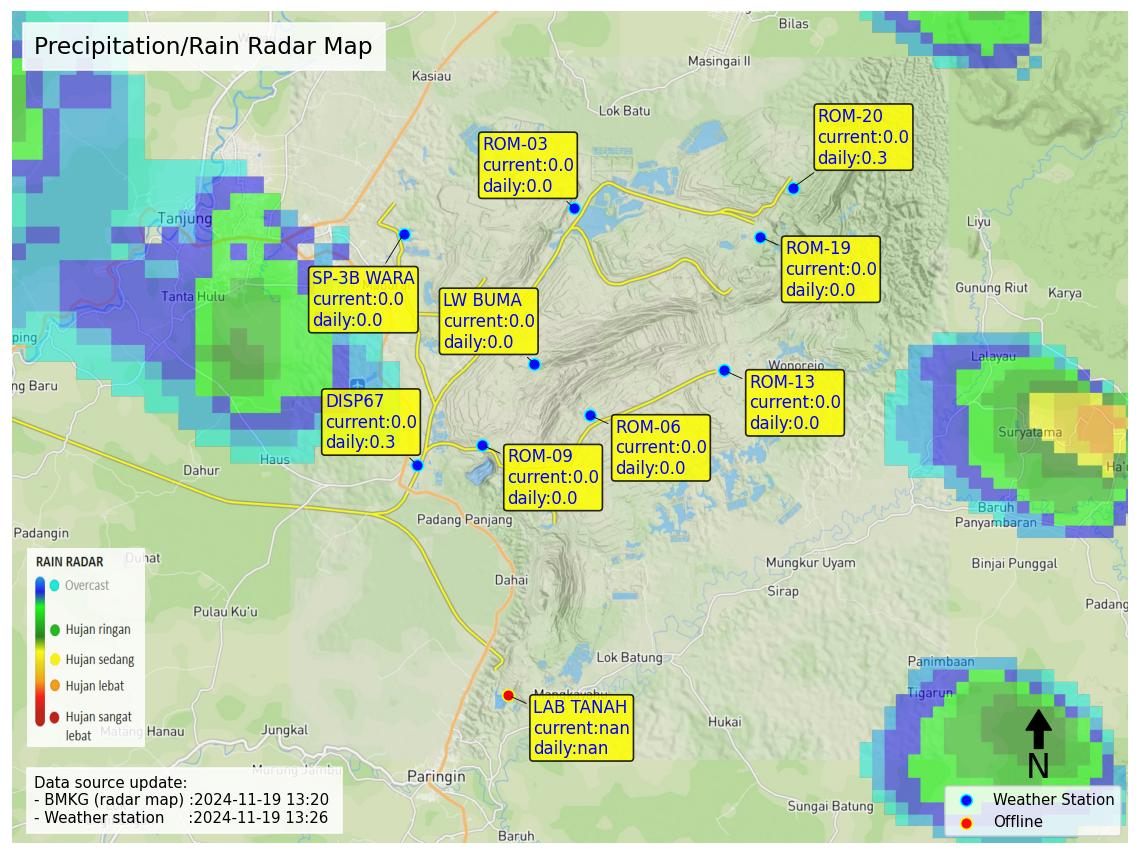 Precipitation/Rain Radar Map
Bilas
Masingai II
Kasiau
Lok Batu
ROM-20
current:0.0
daily:0.3
ROM-03
current:0.0
daily:0.0
Tanjung
Liyu
ROM-19
current:0.0
daily:0.0
SP-3B WARA
current:0.0
daily:0.0
LW BUMA
current:0.0
daily:0.0
Tanta Hulu
Gunung Riut
Karya
ping
Lalayau
ng Baru
Wonorejo
ROM-13
current:0.0
daily:0.0
DISP67
current:0.0
daily:0.3
ROM-06
current:0.0
daily:0.0
Suryatama
Ha'u
ROM-09
current:0.0
daily:0.0
Haus
Dahur
Baruh
Panyambaran
Padang Panjang
Padangin
Duhat
Mungkur Uyam
Binjai Punggal
Dahai
Sirap
Padang
Pulau Ku'u
RAIN RADAR
Overcast
Hujan ringan
Hujan sedang
Hujan lebat
Hujan sangat
lebat
Lok Batung
Panimbaan
Tigarun
Mangkayahu
LAB TANAH
current:nan
daily:nan
Hukai
Matang Hanau
Jungkal
Murung Jambu
Paringin
N
Sungai Batung
Baruh
Data source update:
- BMKG (radar map) :2024-11-19 13:20
- Weather station :2024-11-19 13:26
Weather Station
Offline